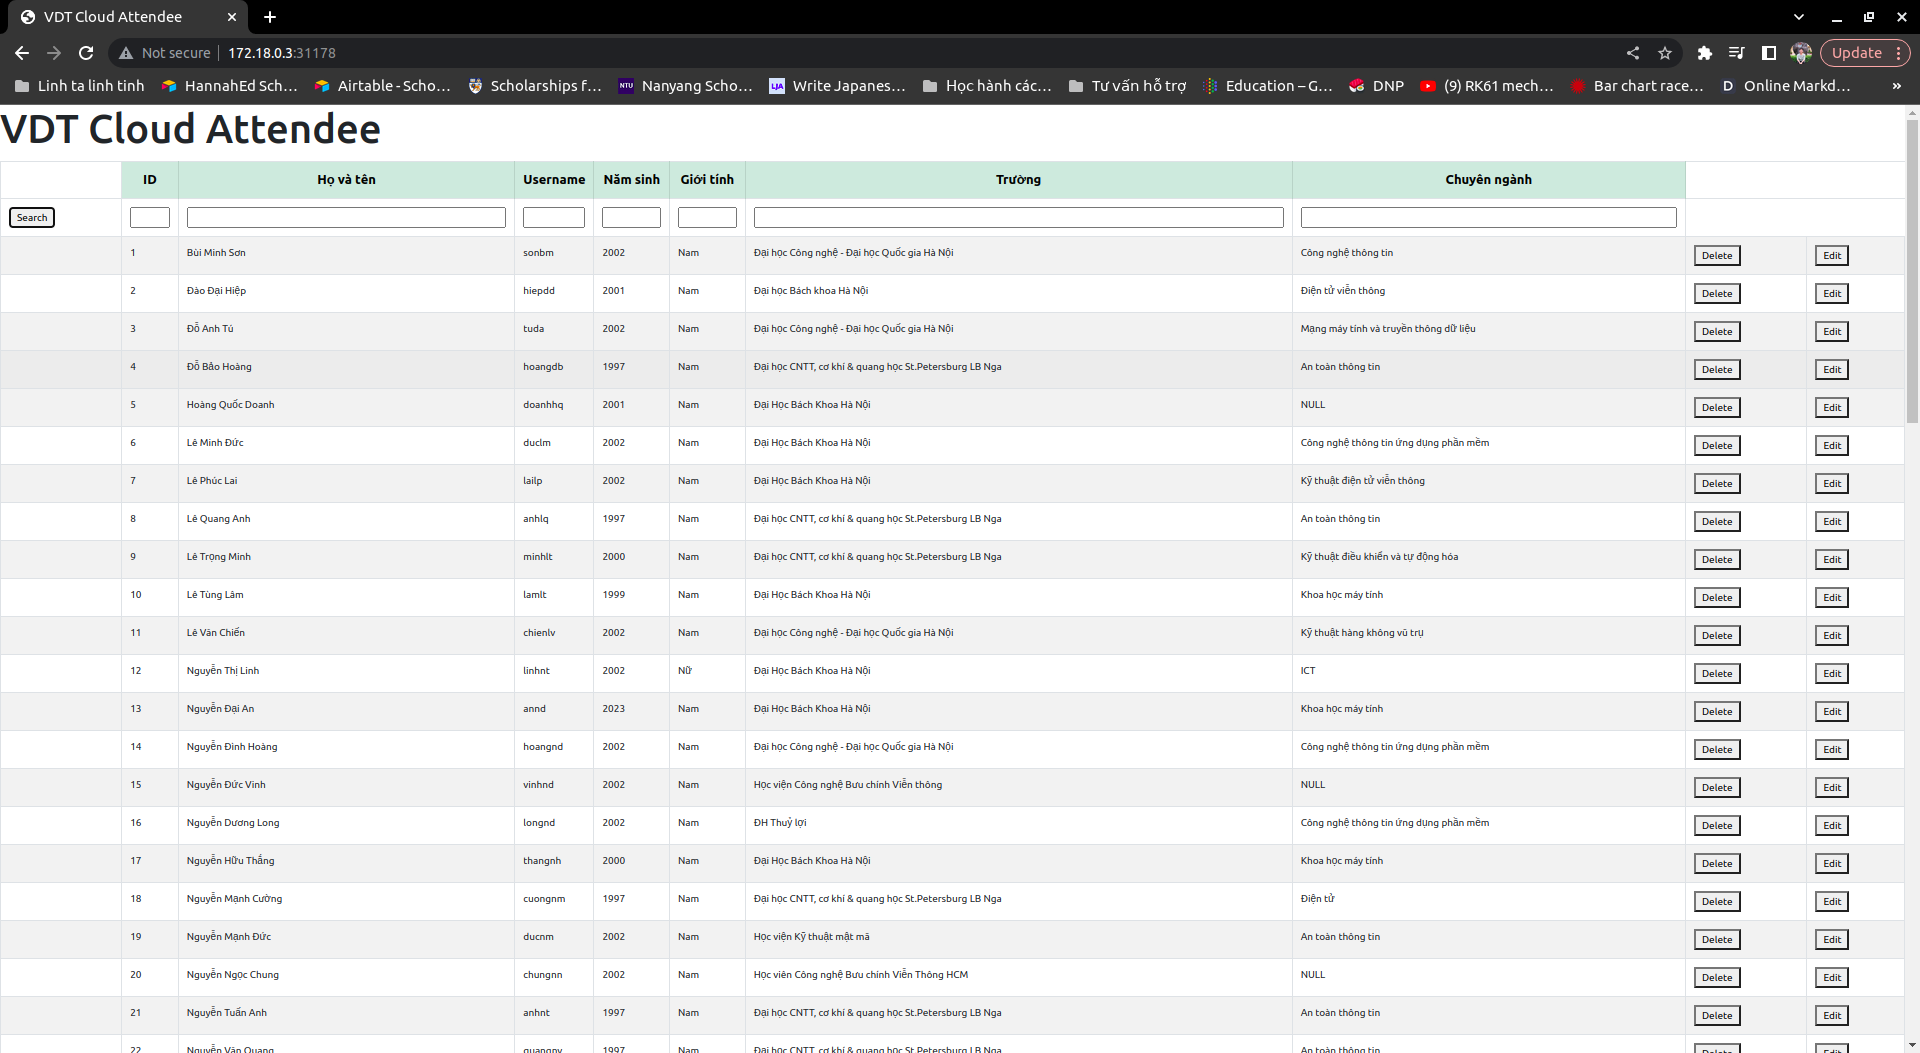 VDT Cloud Attendee
Not secure 172.18.0.3:31178 Update
Linh ta linh tinh HannahEd Sch... Airtable - Scho... Scholarships f... NTU Nanyang Scho... LJA Write Japanes... Học hành các... Tư vấn hỗ trợ Education – G... DNP (9) RK61 mech... Bar chart race... D Online Markd... »
VDT Cloud Attendee
ID Họ và tên Username Năm sinh Giới tính Trường Chuyên ngành
Search
1 Bùi Minh Sơn sonbm 2002 Nam Đại học Công nghệ - Đại học Quốc gia Hà Nội Công nghệ thông tin Delete Edit
2 Đào Đại Hiệp hiepdd 2001 Nam Đại học Bách khoa Hà Nội Điện tử viễn thông Delete Edit
3 Đỗ Anh Tú tuda 2002 Nam Đại học Công nghệ - Đại học Quốc gia Hà Nội Mạng máy tính và truyền thông dữ liệu Delete Edit
4 Đỗ Bảo Hoàng hoangdb 1997 Nam Đại học CNTT, cơ khí & quang học St.Petersburg LB Nga An toàn thông tin Delete Edit
5 Hoàng Quốc Doanh doanhhq 2001 Nam Đại Học Bách Khoa Hà Nội NULL Delete Edit
6 Lê Minh Đức duclm 2002 Nam Đại Học Bách Khoa Hà Nội Công nghệ thông tin ứng dụng phần mềm Delete Edit
7 Lê Phúc Lai lailp 2002 Nam Đại Học Bách Khoa Hà Nội Kỹ thuật điện tử viễn thông Delete Edit
8 Lê Quang Anh anhlq 1997 Nam Đại học CNTT, cơ khí & quang học St.Petersburg LB Nga An toàn thông tin Delete Edit
9 Lê Trọng Minh minhlt 2000 Nam Đại học CNTT, cơ khí & quang học St.Petersburg LB Nga Kỹ thuật điều khiển và tự động hóa Delete Edit
10 Lê Tùng Lâm lamlt 1999 Nam Đại Học Bách Khoa Hà Nội Khoa học máy tính Delete Edit
11 Lê Văn Chiến chienlv 2002 Nam Đại học Công nghệ - Đại học Quốc gia Hà Nội Kỹ thuật hàng không vũ trụ Delete Edit
12 Nguyễn Thị Linh linhnt 2002 Nữ Đại Học Bách Khoa Hà Nội ICT Delete Edit
13 Nguyễn Đại An annd 2023 Nam Đại Học Bách Khoa Hà Nội Khoa học máy tính Delete Edit
14 Nguyễn Đình Hoàng hoangnd 2002 Nam Đại học Công nghệ - Đại học Quốc gia Hà Nội Công nghệ thông tin ứng dụng phần mềm Delete Edit
15 Nguyễn Đức Vinh vinhnd 2002 Nam Học viện Công nghệ Bưu chính Viễn thông NULL Delete Edit
16 Nguyễn Dương Long longnd 2002 Nam ĐH Thuỷ lợi Công nghệ thông tin ứng dụng phần mềm Delete Edit
17 Nguyễn Hữu Thắng thangnh 2000 Nam Đại Học Bách Khoa Hà Nội Khoa học máy tính Delete Edit
18 Nguyễn Mạnh Cường cuongnm 1997 Nam Đại học CNTT, cơ khí & quang học St.Petersburg LB Nga Điện tử Delete Edit
19 Nguyễn Mạnh Đức ducnm 2002 Nam Học viện Kỹ thuật mật mã An toàn thông tin Delete Edit
20 Nguyễn Ngọc Chung chungnn 2002 Nam Học viên Công nghệ Bưu chính Viễn Thông HCM NULL Delete Edit
21 Nguyễn Tuấn Anh anhnt 1997 Nam Đại học CNTT, cơ khí & quang học St.Petersburg LB Nga An toàn thông tin Delete Edit
22 Nguyễn Văn Quang quangnv 1997 Nam Đại học CNTT, cơ khí & quang học St.Petersburg LB Nga An toàn thông tin Delete Edit